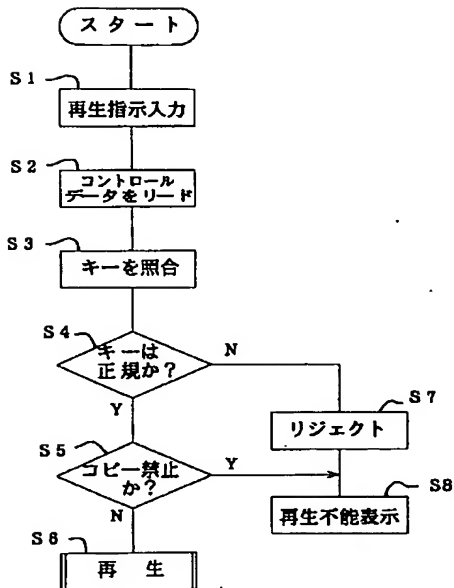 スタート
S1
再生指示入力
S2
コントロール
データをリード
S3
キーを照合
S4
キーは
正規か?
N
Y
S7
リジェクト
S5
コピー禁止
か?
Y
N
S8
再生不能表示
S6
再 生